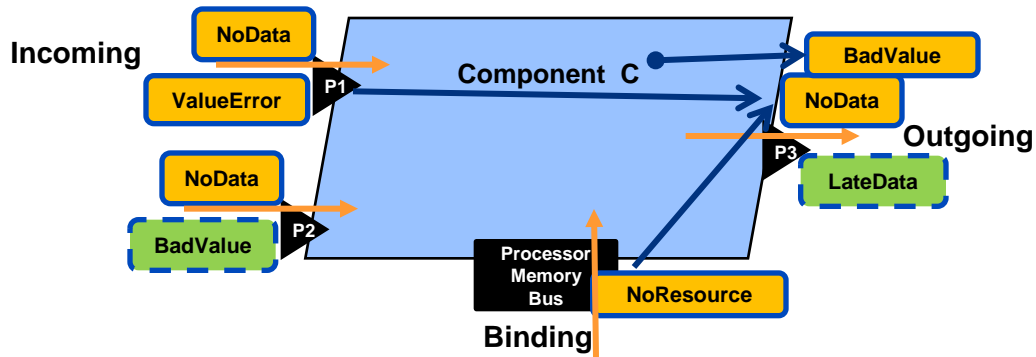 NoData
Incoming
ValueError
P1
Component C
BadValue
NoData
Outgoing
P3
LateData
NoData
BadValue
P2
Processor
Memory
Bus
NoResource
Binding